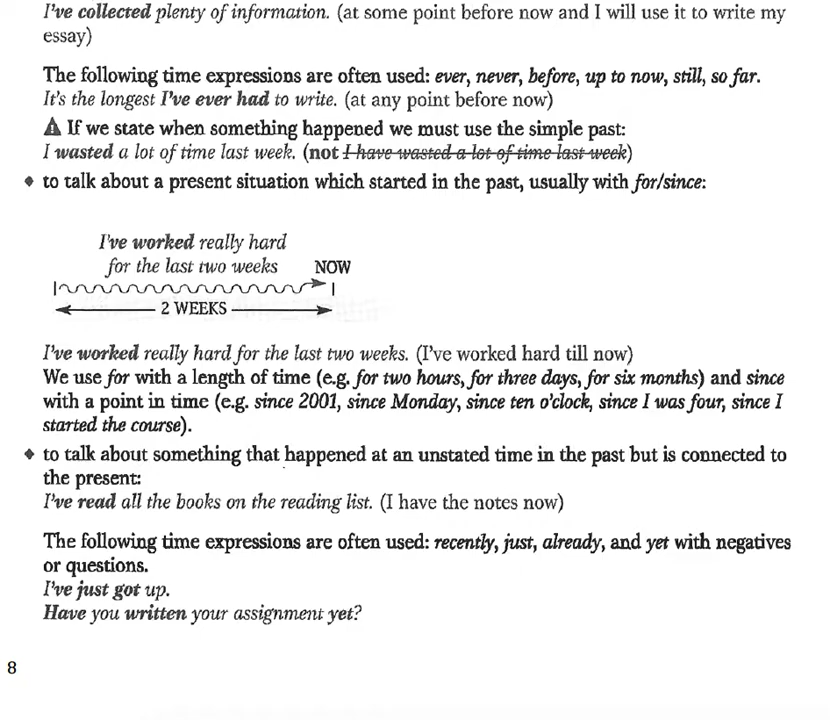 I've collected plenty of information. (at some point before now and I will use it to write my
essay)
The following time expressions are often used: ever, never, before, up to now, still, so far.
It's the longest I've ever had to write. (at any point before now)
⚠ If we state when something happened we must use the simple past:
I wasted a lot of time last week. (not I have wasted a lot of time last week)
♦ to talk about a present situation which started in the past, usually with for/since:
I've worked really hard
for the last two weeks NOW
2 WEEKS
I've worked really hard for the last two weeks. (I've worked hard till now)
We use for with a length of time (e.g. for two hours, for three days, for six months) and since
with a point in time (e.g. since 2001, since Monday, since ten o'clock, since I was four, since I
started the course).
♦ to talk about something that happened at an unstated time in the past but is connected to
the present:
I've read all the books on the reading list. (I have the notes now)
The following time expressions are often used: recently, just, already, and yet with negatives
or questions.
I've just got up.
Have you written your assignment yet?
8